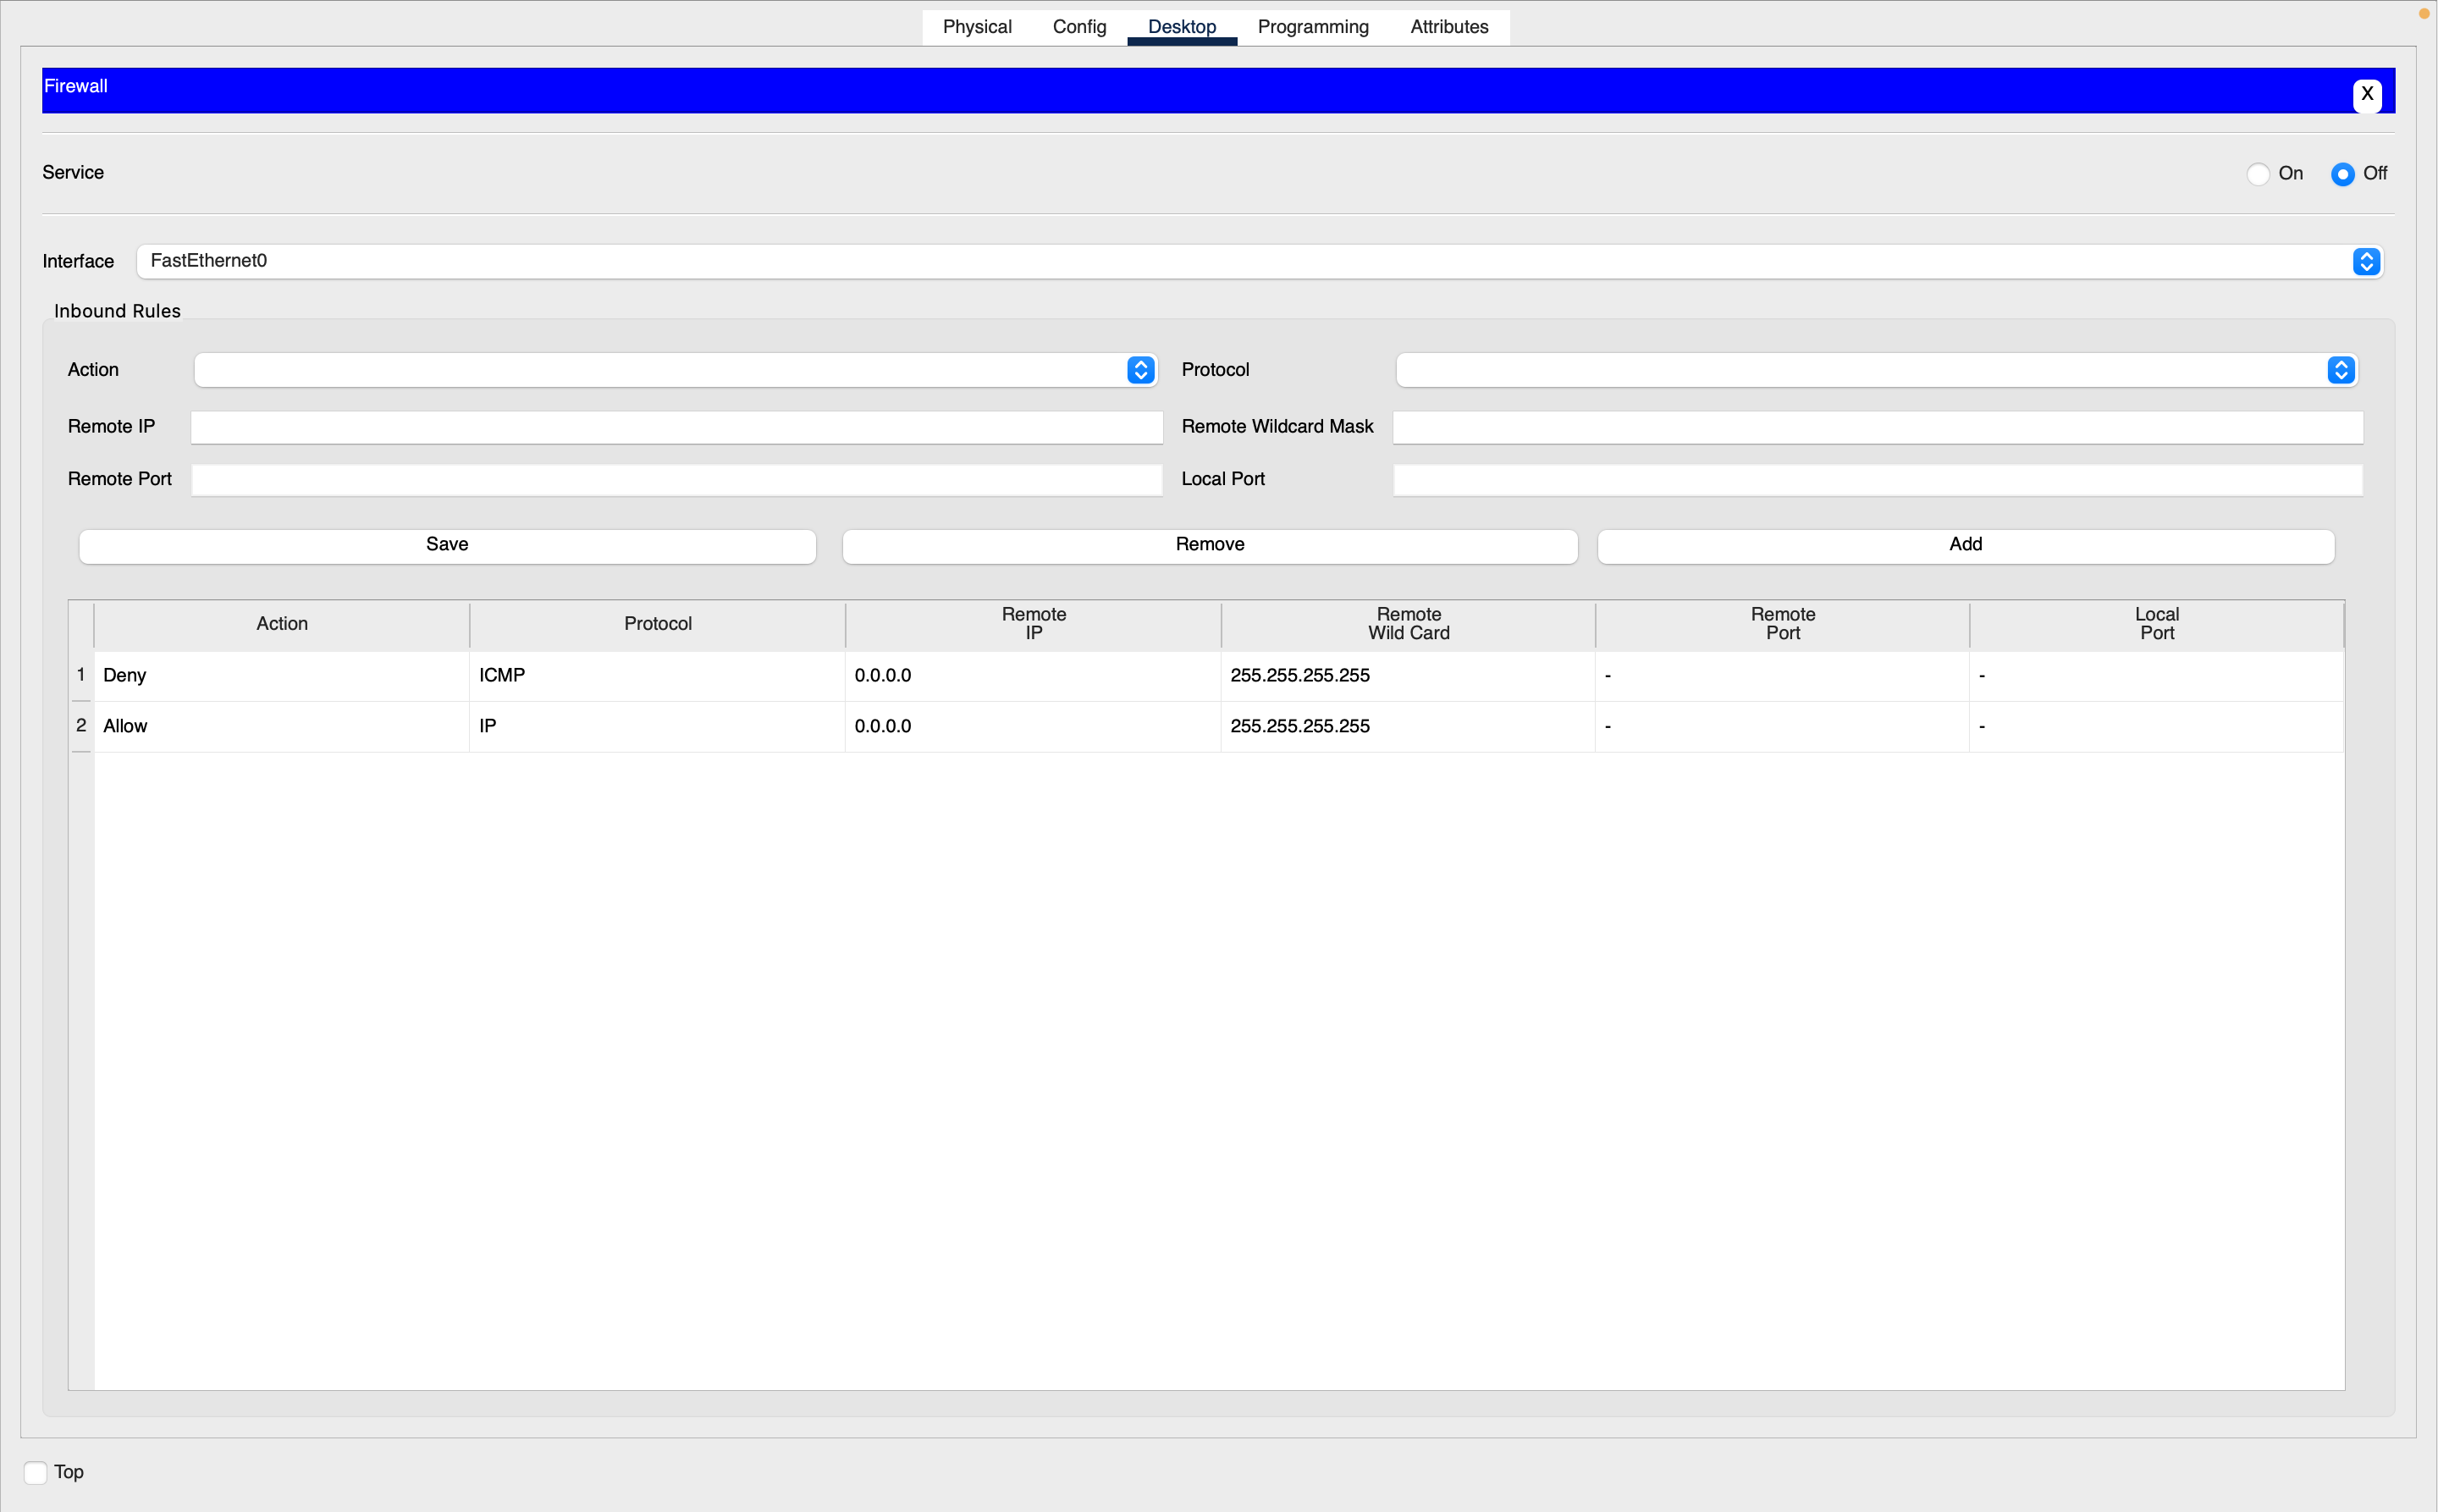 Physical Config Desktop Programming Attributes
Firewall X
Service On Off
Interface FastEthernet0
Inbound Rules
Action Protocol
Remote IP Remote Wildcard Mask
Remote Port Local Port
Save Remove Add
Action Protocol Remote IP Remote Wild Card Remote Port Local Port
1 Deny ICMP 0.0.0.0 255.255.255.255 - -
2 Allow IP 0.0.0.0 255.255.255.255 - -
Top